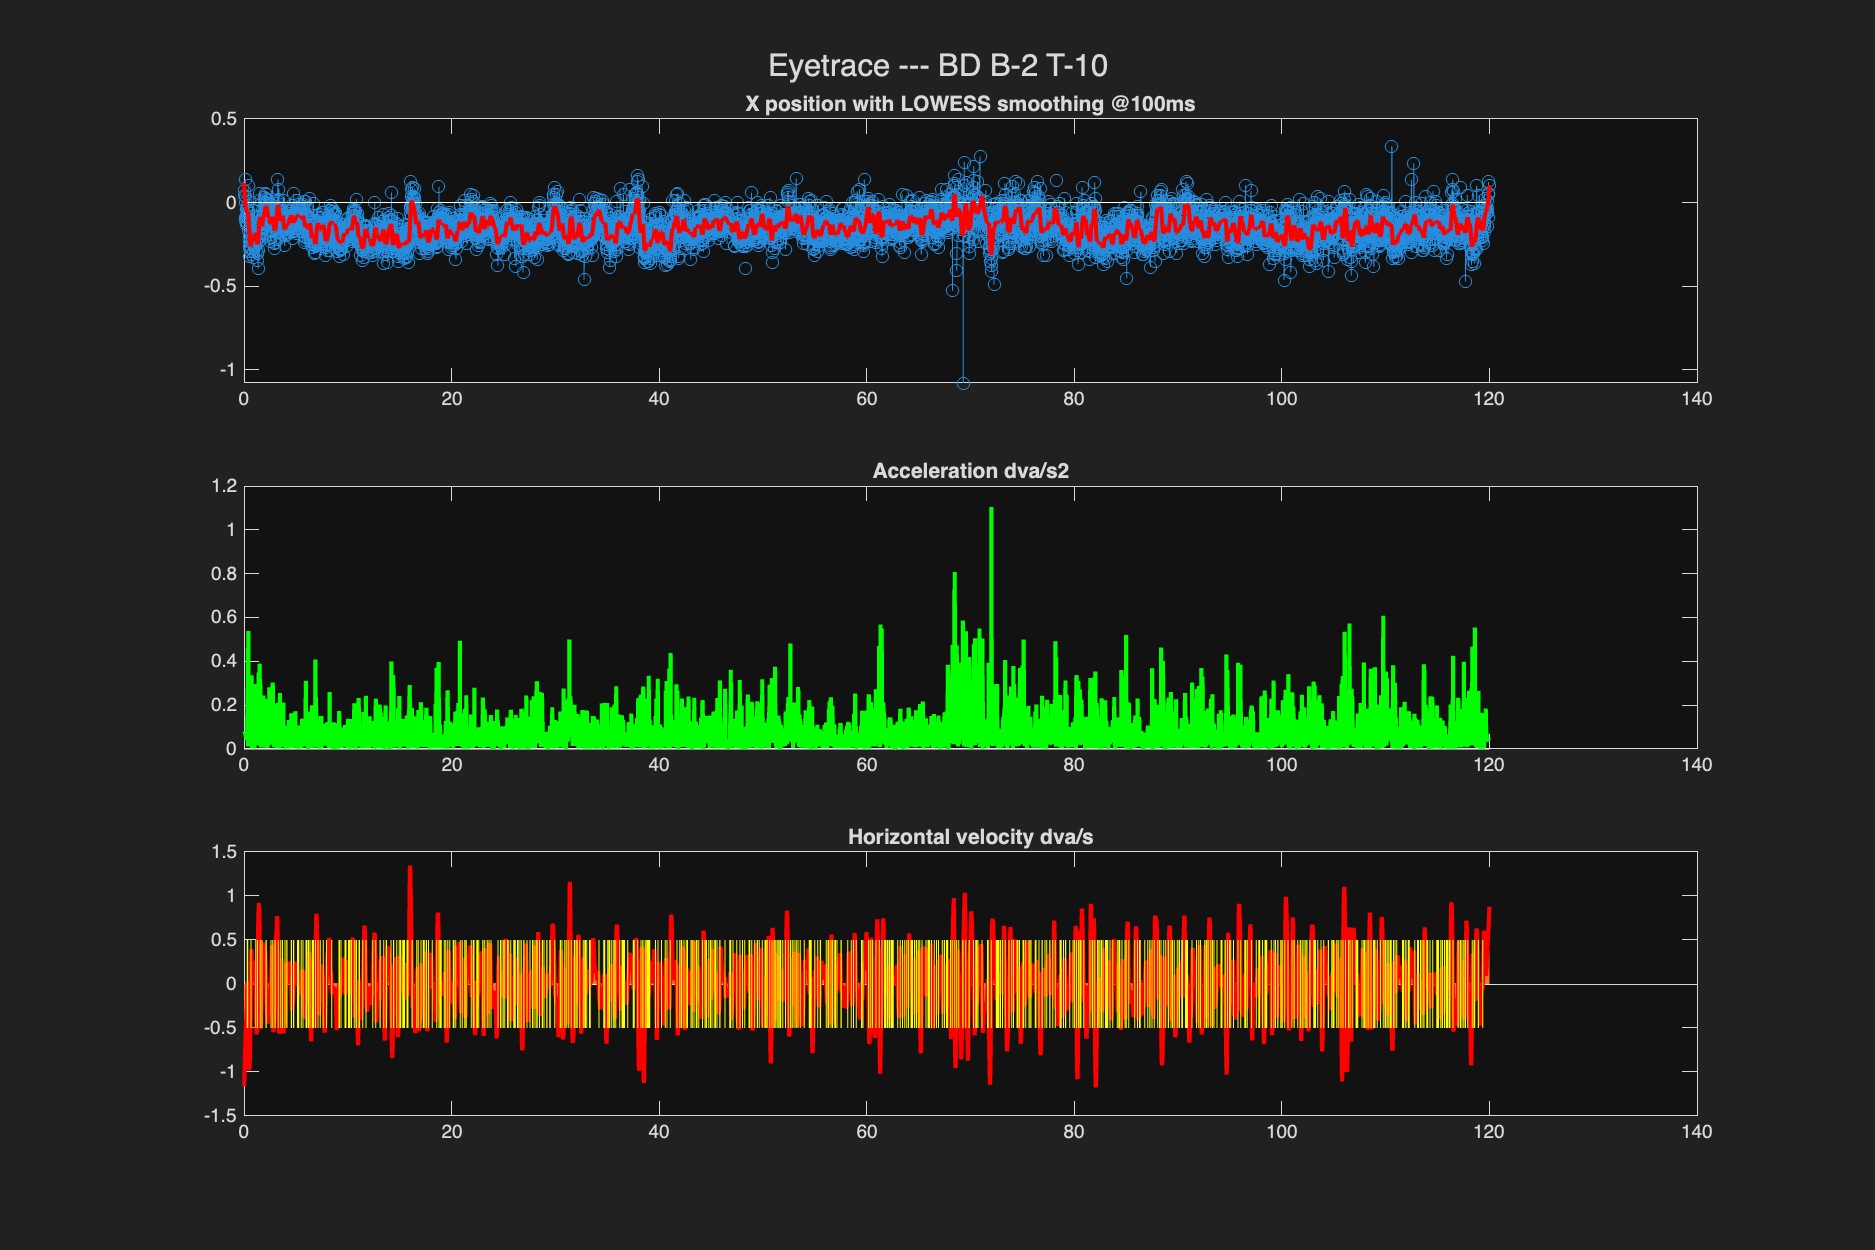 Eyetrace --- BD B-2 T-10
X position with LOWESS smoothing @100ms
0.5
0
-0.5
-1
0 20 40 60 80 100 120 140
Acceleration dva/s2
1.2
1
0.8
0.6
0.4
0.2
0
0 20 40 60 80 100 120 140
Horizontal velocity dva/s
1.5
1
0.5
0
-0.5
-1
-1.5
0 20 40 60 80 100 120 140